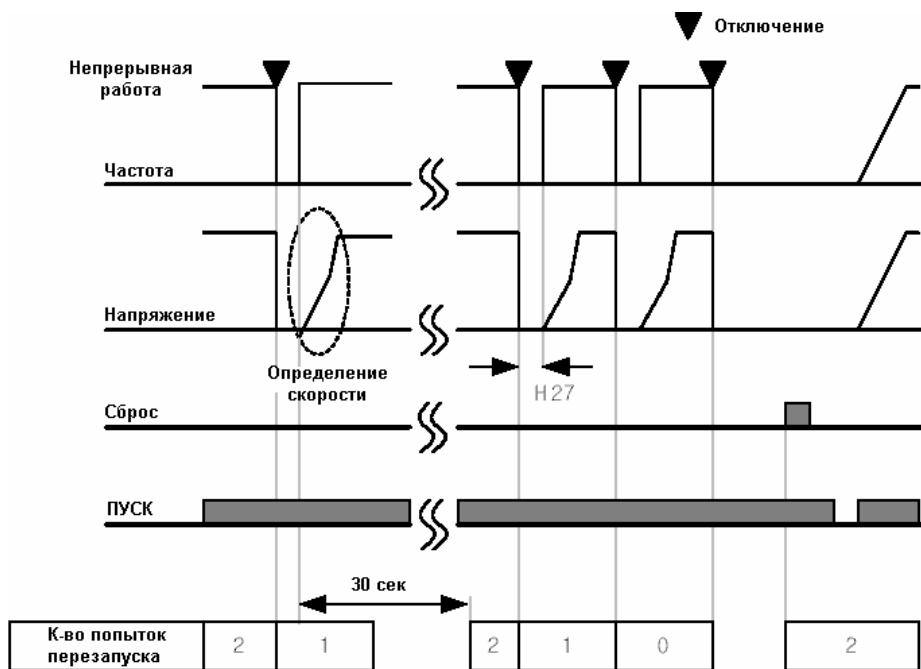 Отключение
Непрерывная
работа
Частота
Напряжение
Определение
скорости
H 27
Сброс
ПУСК
30 сек
К-во попыток
перезапуска
2
1
2
1
0
2